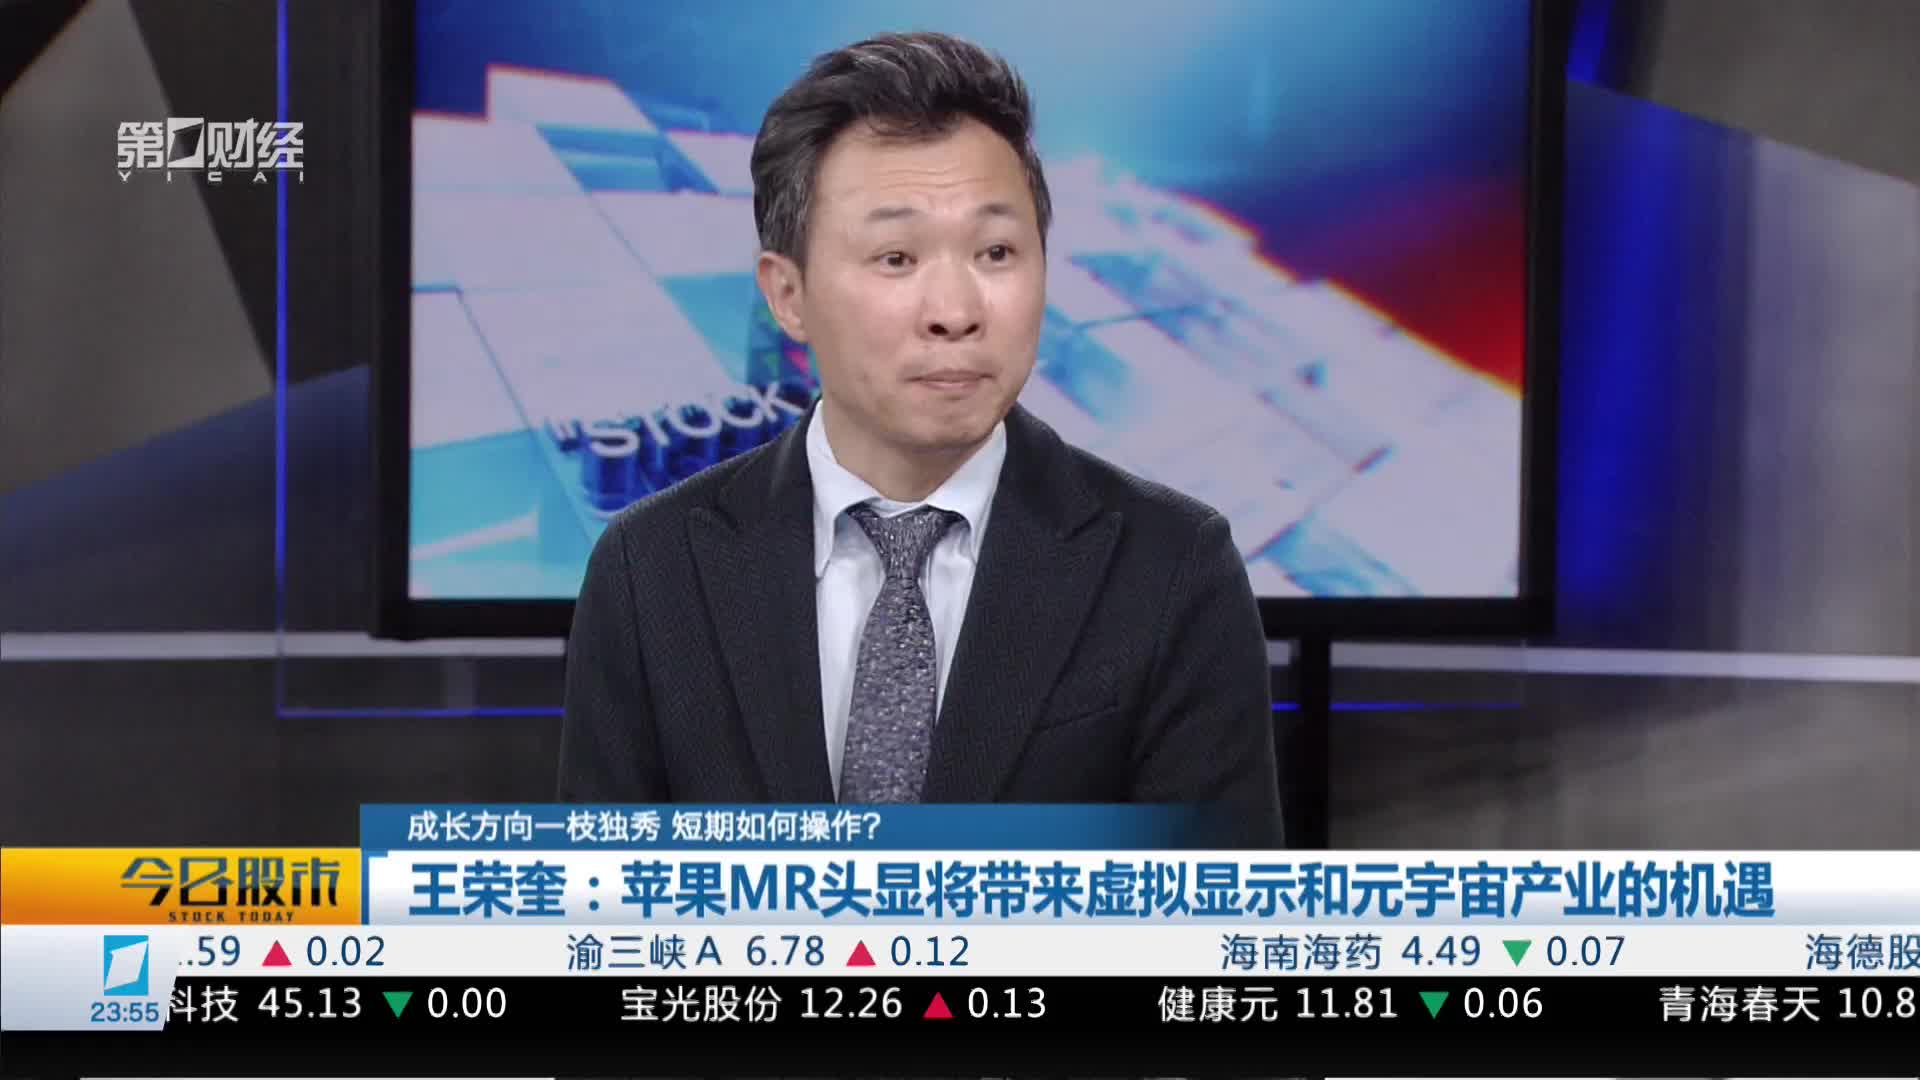 第一财经
YICAI
"STOCK
成长方向一枝独秀 短期如何操作?
今日股市
STOCK TODAY
王荣奎：苹果MR头显将带来虚拟显示和元宇宙产业的机遇
.59 ▲ 0.02 渝三峡A 6.78 ▲ 0.12 海南海药 4.49 ▼ 0.07 海德股
23:55
科技 45.13 ▼ 0.00 宝光股份 12.26 ▲ 0.13 健康元 11.81 ▼ 0.06 青海春天 10.8